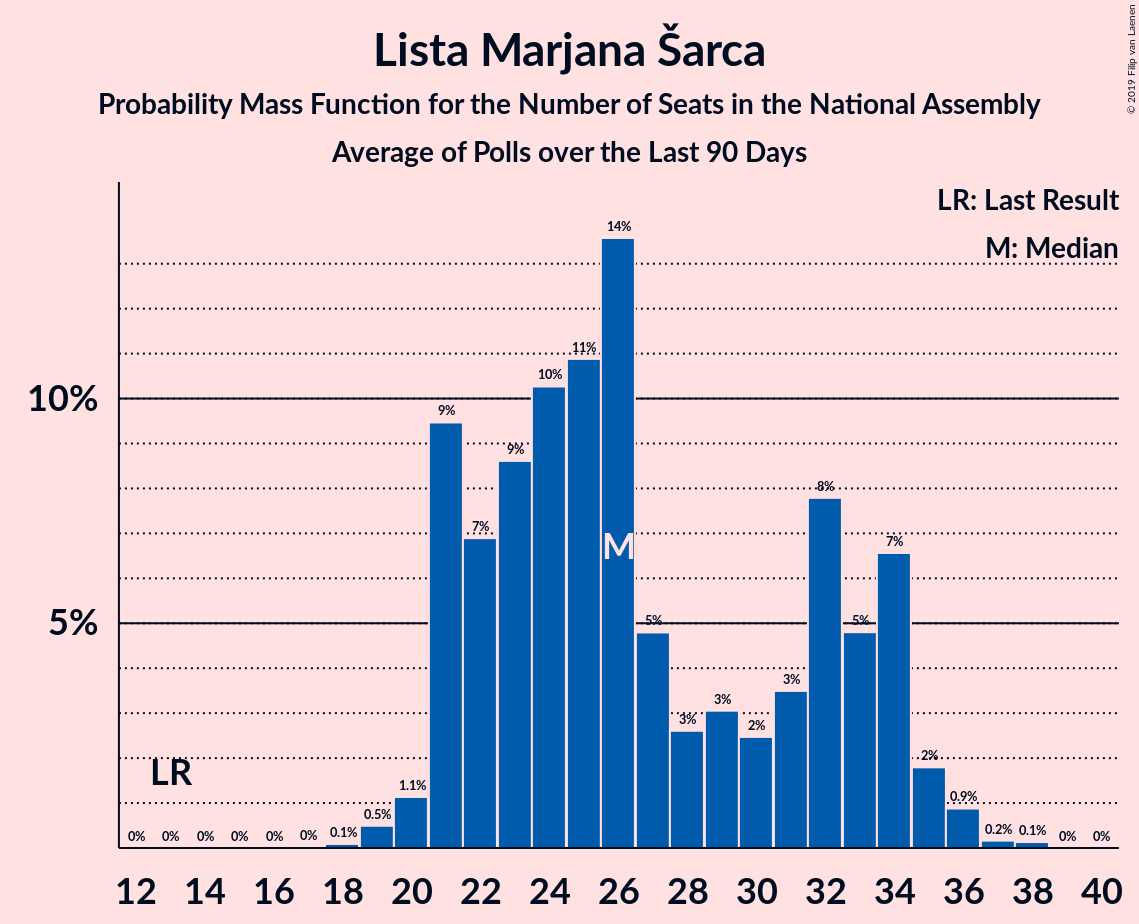 Lista Marjana Šarca
Probability Mass Function for the Number of Seats in the National Assembly
Average of Polls over the Last 90 Days
© 2019 Filip van Laenen
LR: Last Result
M: Median
10%
5%
0% 0% 0% 0% 0% 0% 0.1% 0.5% 1.1% 9% 7% 9% 10% 11% 14% 5% 3% 3% 2% 3% 8% 5% 7% 2% 0.9% 0.2% 0.1% 0% 0%
LR
M
12 14 16 18 20 22 24 26 28 30 32 34 36 38 40